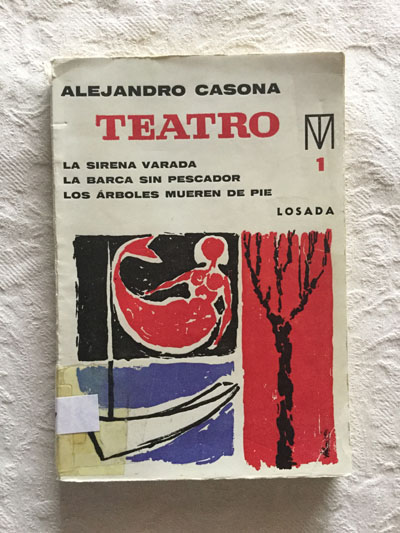 ALEJANDRO CASONA
TEATRO
1
LA SIRENA VARADA
LA BARCA SIN PESCADOR
LOS ÁRBOLES MUEREN DE PIE
LOSADA